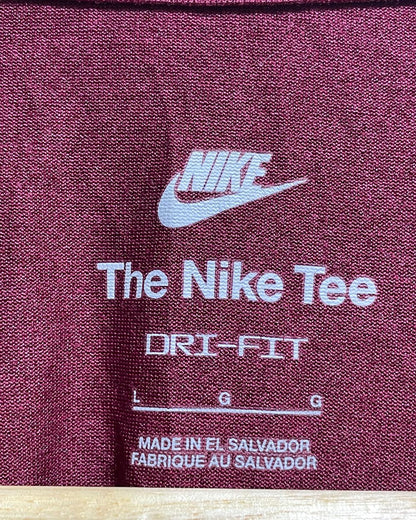 NIKE
The Nike Tee
DRI-FIT
L G G
MADE IN EL SALVADOR
FABRIQUE AU SALVADOR